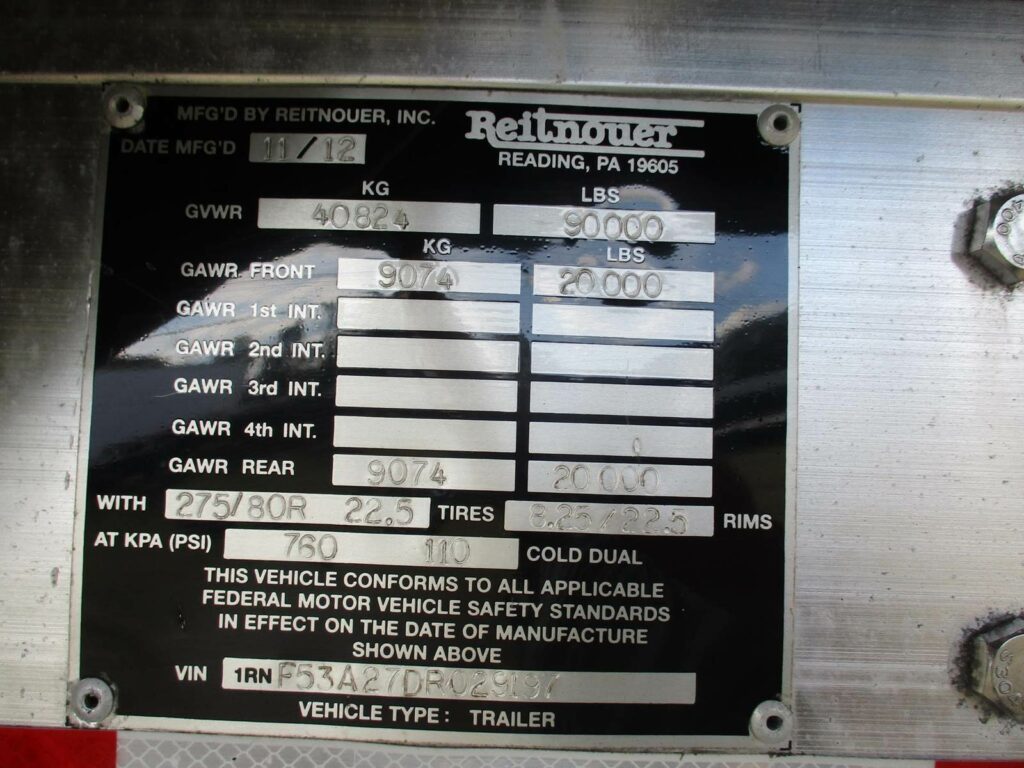 MFG'D BY REITNOUER, INC. Reitnouer
DATE MFG'D 11/12 READING, PA 19605
KG LBS
GVWR 40824 90000
KG LBS
GAWR FRONT 9074 20000
GAWR 1st INT.
GAWR 2nd INT.
GAWR 3rd INT.
GAWR 4th INT.
GAWR REAR 9074 20000
WITH 275/80R 22.5 TIRES 8.25/22.5 RIMS
AT KPA (PSI) 760 110 COLD DUAL
THIS VEHICLE CONFORMS TO ALL APPLICABLE
FEDERAL MOTOR VEHICLE SAFETY STANDARDS
IN EFFECT ON THE DATE OF MANUFACTURE
SHOWN ABOVE
VIN 1RNF53A27DR029197
VEHICLE TYPE: TRAILER